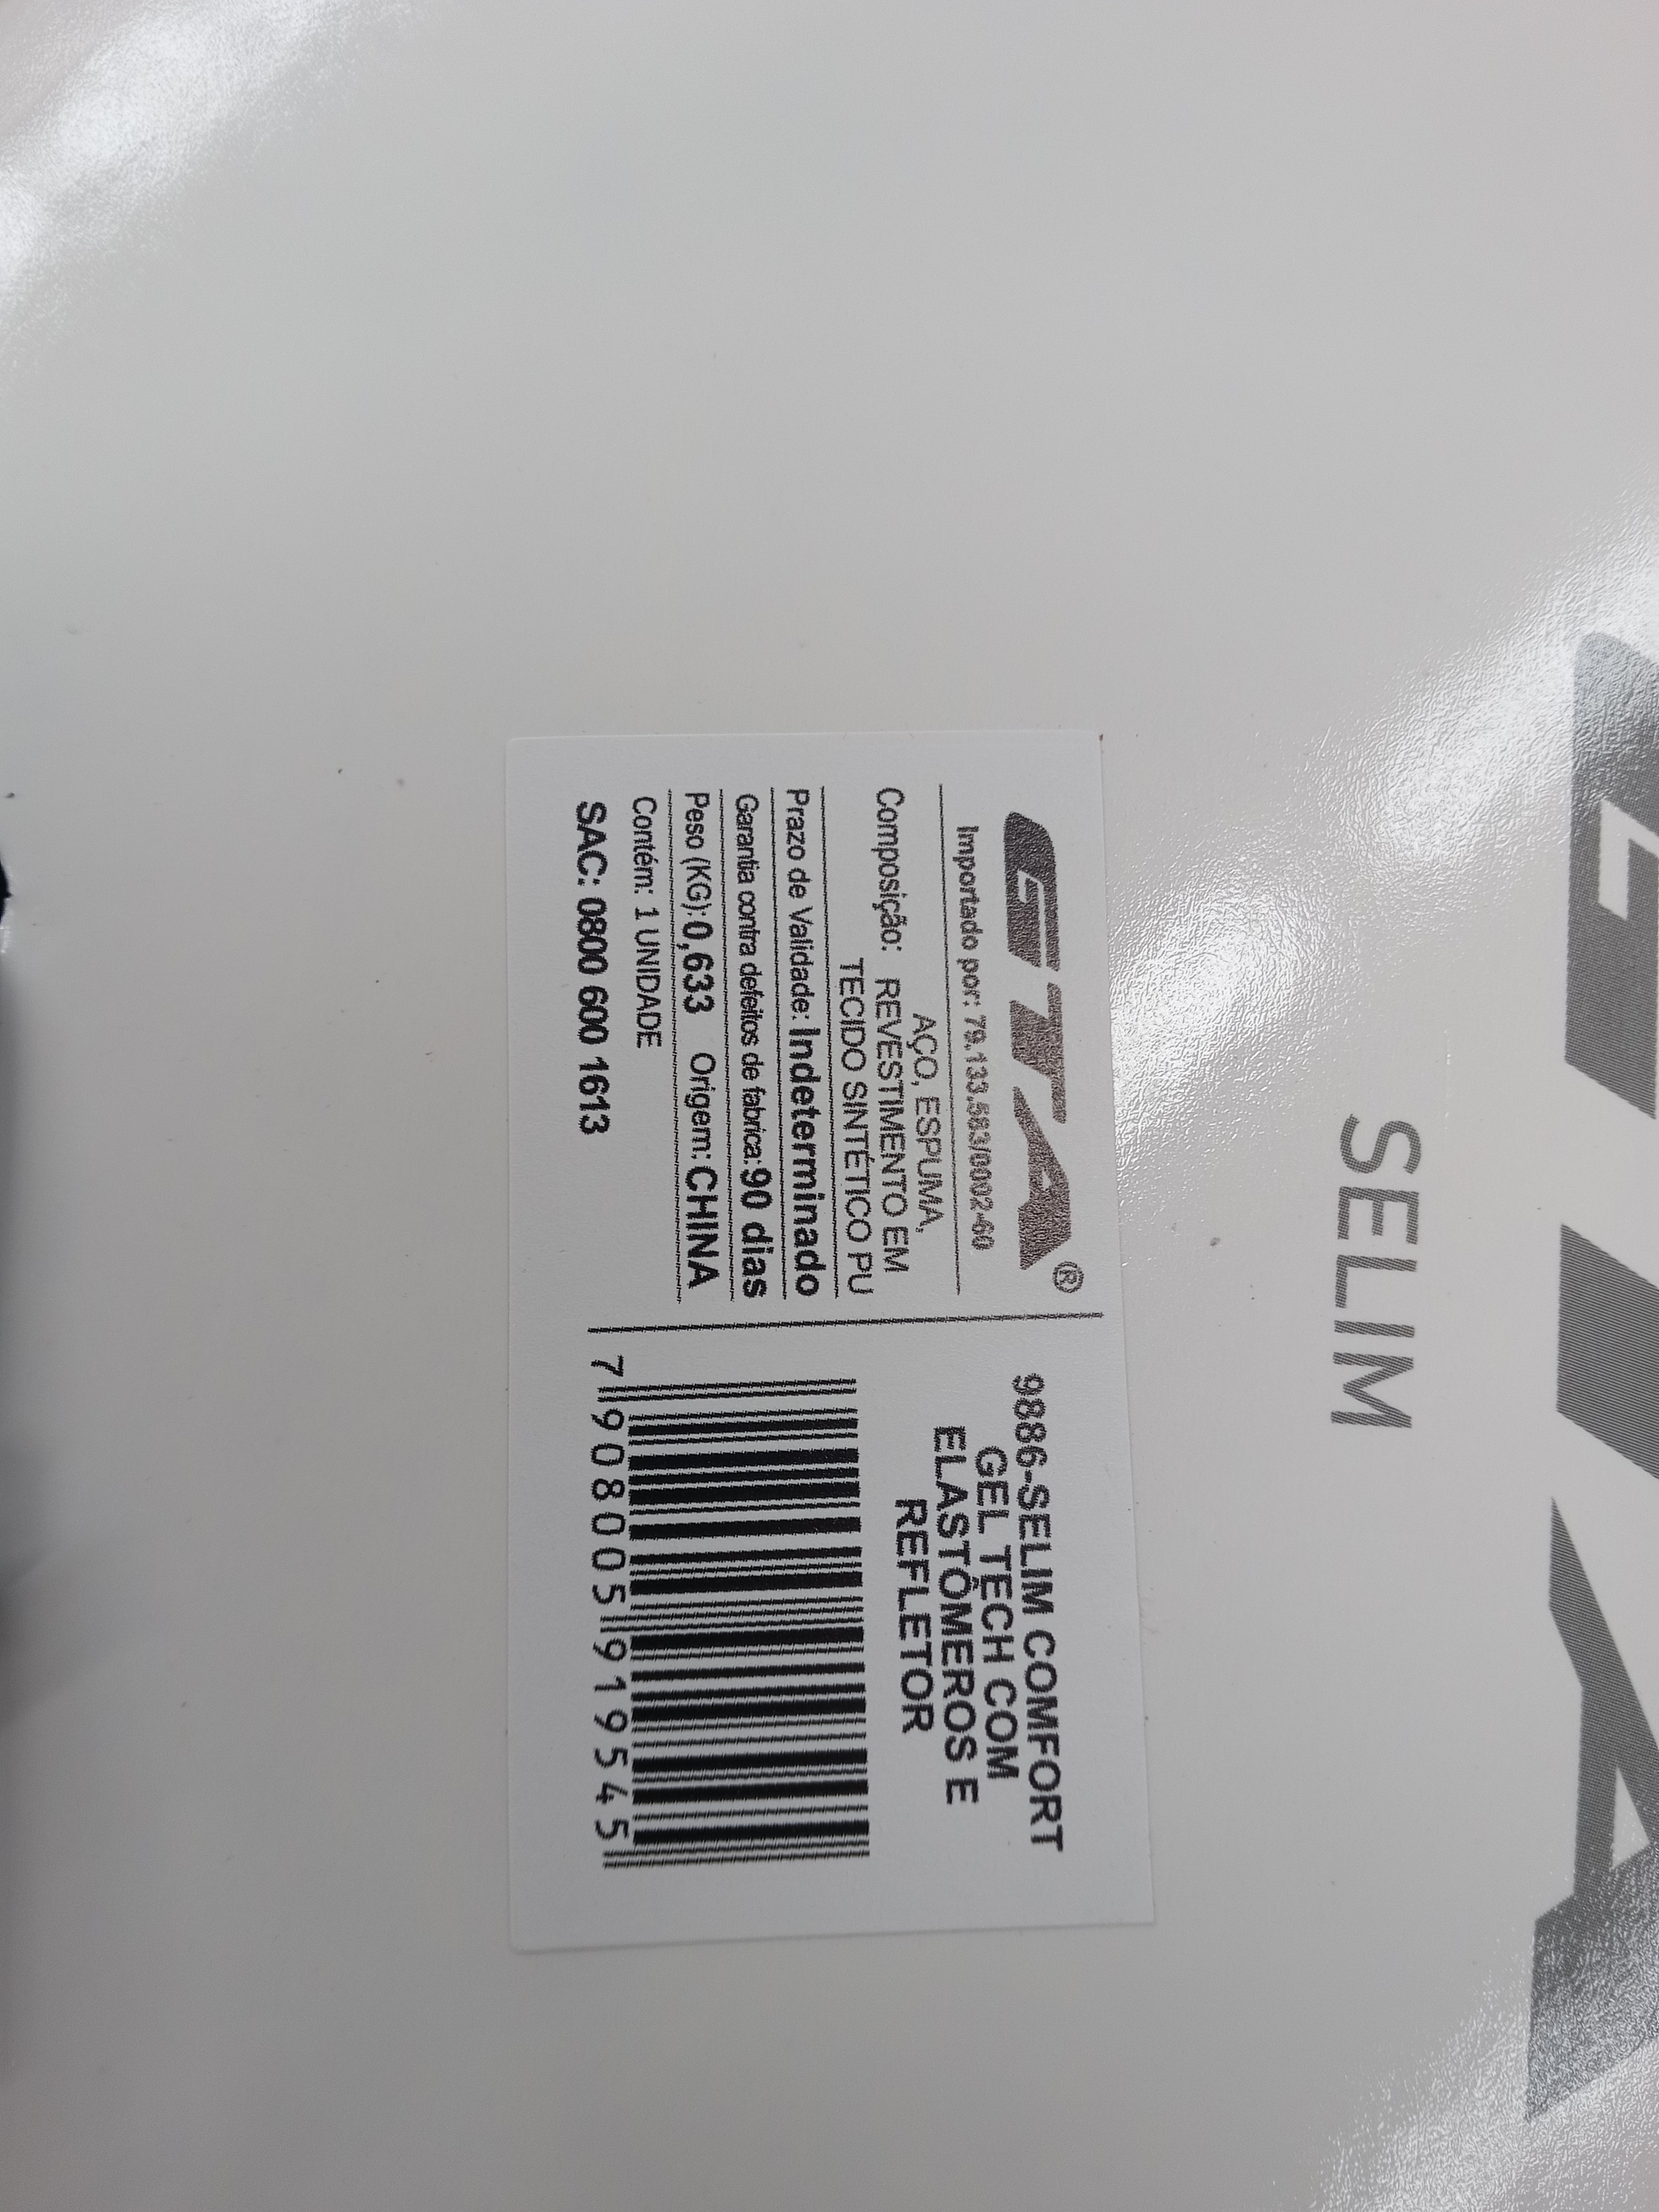 GTA
SELIM
GTA®
Importado por: 79.133.563/0002-60
Composição: AÇO, ESPUMA,
REVESTIMENTO EM
TECIDO SINTÉTICO PU
Prazo de Validade: Indeterminado
Garantia contra defeitos de fabrica: 90 dias
Peso (KG): 0,633 Origem: CHINA
Contém: 1 UNIDADE
SAC: 0800 600 1613
9886-SELIM COMFORT
GEL TECH COM
ELASTÔMEROS E
REFLETOR
7 908005 919545